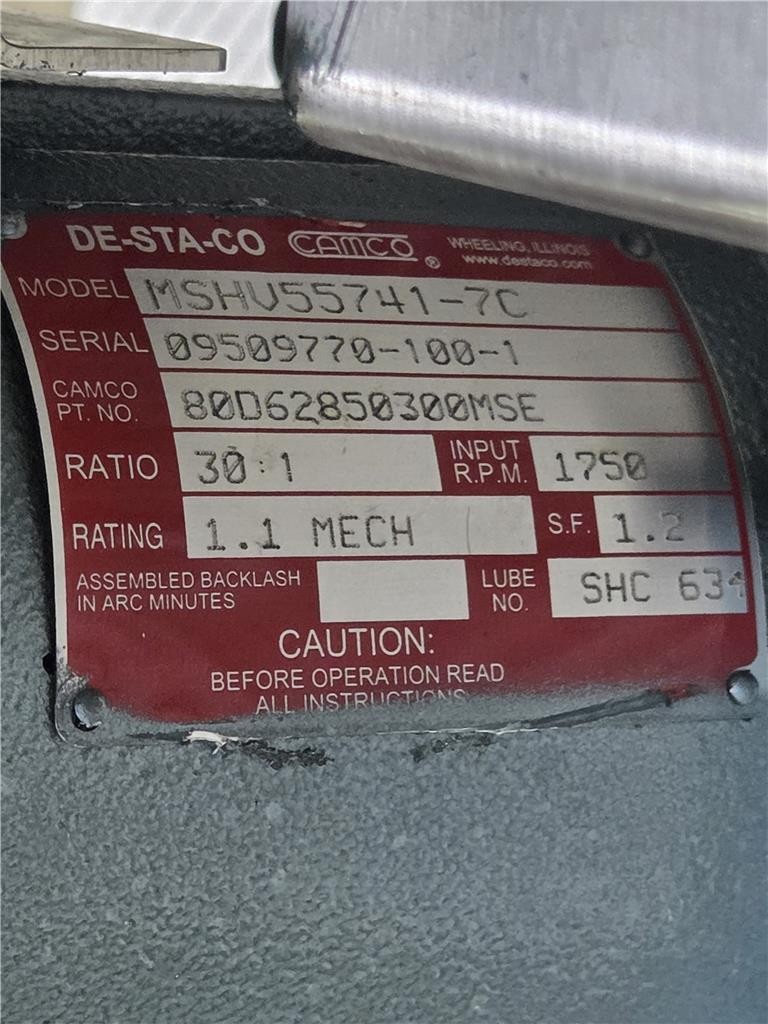 DE-STA-CO CAMCO ® WHEELING, ILLINOIS
www.destaco.com
MODEL MSHV55741-7C
SERIAL 09509770-100-1
CAMCO PT. NO. 80D62850300MSE
RATIO 30:1 INPUT R.P.M. 1750
RATING 1.1 MECH S.F. 1.2
ASSEMBLED BACKLASH
IN ARC MINUTES LUBE NO. SHC 634
CAUTION:
BEFORE OPERATION READ
ALL INSTRUCTIONS